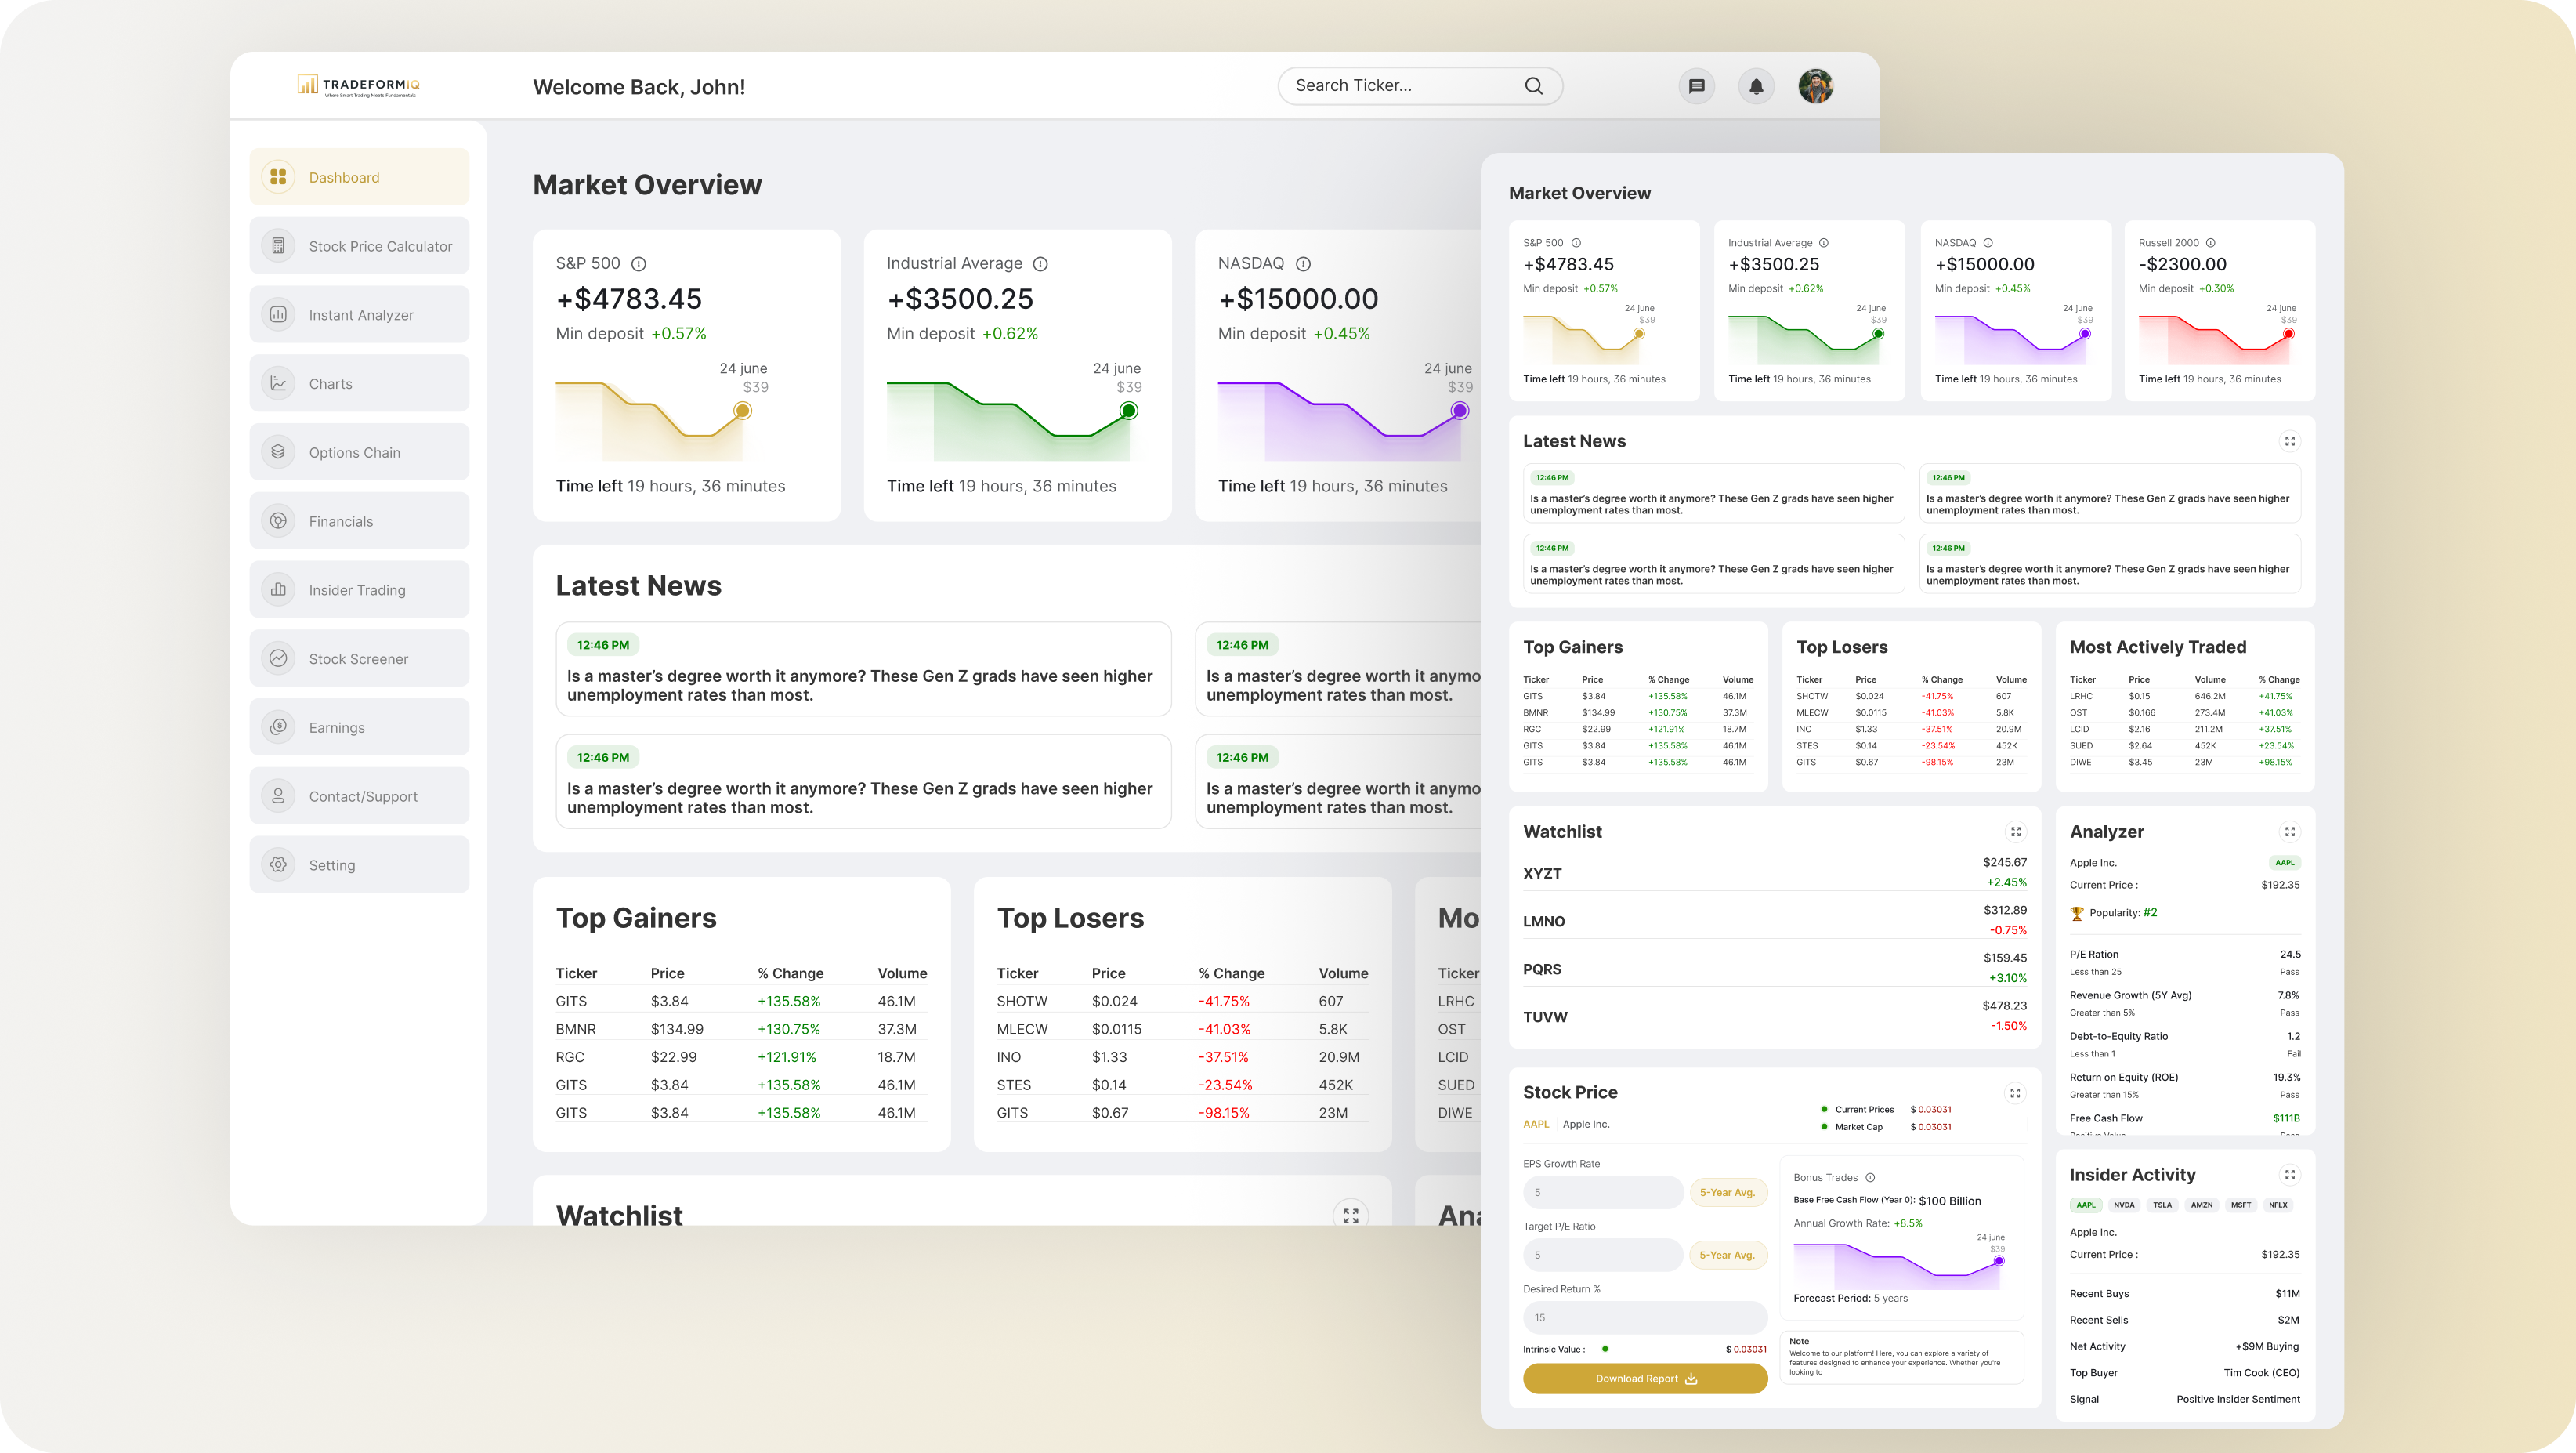 TRADEFORMIQ
Where Smart Trading Meets Fundamentals
Welcome Back, John!
Search Ticker...
Dashboard
Stock Price Calculator
Instant Analyzer
Charts
Options Chain
Financials
Insider Trading
Stock Screener
Earnings
Contact/Support
Setting
Market Overview
S&P 500
+$4783.45
Min deposit +0.57%
24 june
$39
Time left 19 hours, 36 minutes
Industrial Average
+$3500.25
Min deposit +0.62%
24 june
$39
Time left 19 hours, 36 minutes
NASDAQ
+$15000.00
Min deposit +0.45%
24 june
$39
Time left 19 hours, 36 minutes
Latest News
12:46 PM
Is a master’s degree worth it anymore? These Gen Z grads have seen higher
unemployment rates than most.
12:46 PM
Is a master’s degree worth it anymo
unemployment rates than most.
12:46 PM
Is a master’s degree worth it anymore? These Gen Z grads have seen higher
unemployment rates than most.
12:46 PM
Is a master’s degree worth it anymo
unemployment rates than most.
Top Gainers
Ticker Price % Change Volume
GITS $3.84 +135.58% 46.1M
BMNR $134.99 +130.75% 37.3M
RGC $22.99 +121.91% 18.7M
GITS $3.84 +135.58% 46.1M
GITS $3.84 +135.58% 46.1M
Top Losers
Ticker Price % Change Volume
SHOTW $0.024 -41.75% 607
MLECW $0.0115 -41.03% 5.8K
INO $1.33 -37.51% 20.9M
STES $0.14 -23.54% 452K
GITS $0.67 -98.15% 23M
Mo
Ticker
LRHC
OST
LCID
SUED
DIWE
Watchlist
Ana
Market Overview
S&P 500
+$4783.45
Min deposit +0.57%
24 june
$39
Time left 19 hours, 36 minutes
Industrial Average
+$3500.25
Min deposit +0.62%
24 june
$39
Time left 19 hours, 36 minutes
NASDAQ
+$15000.00
Min deposit +0.45%
24 june
$39
Time left 19 hours, 36 minutes
Russell 2000
-$2300.00
Min deposit +0.30%
24 june
$39
Time left 19 hours, 36 minutes
Latest News
12:46 PM
Is a master’s degree worth it anymore? These Gen Z grads have seen higher
unemployment rates than most.
12:46 PM
Is a master’s degree worth it anymore? These Gen Z grads have seen higher
unemployment rates than most.
12:46 PM
Is a master’s degree worth it anymore? These Gen Z grads have seen higher
unemployment rates than most.
12:46 PM
Is a master’s degree worth it anymore? These Gen Z grads have seen higher
unemployment rates than most.
Top Gainers
Ticker Price % Change Volume
GITS $3.84 +135.58% 46.1M
BMNR $134.99 +130.75% 37.3M
RGC $22.99 +121.91% 18.7M
GITS $3.84 +135.58% 46.1M
GITS $3.84 +135.58% 46.1M
Top Losers
Ticker Price % Change Volume
SHOTW $0.024 -41.75% 607
MLECW $0.0115 -41.03% 5.8K
INO $1.33 -37.51% 20.9M
STES $0.14 -23.54% 452K
GITS $0.67 -98.15% 23M
Most Actively Traded
Ticker Price Volume % Change
LRHC $0.15 646.2M +41.75%
OST $0.166 273.4M +41.03%
LCID $2.16 211.2M +37.51%
SUED $2.64 452K +23.54%
DIWE $3.45 23M +98.15%
Watchlist
XYZT $245.67
+2.45%
LMNO $312.89
-0.75%
PQRS $159.45
+3.10%
TUVW $478.23
-1.50%
Analyzer
Apple Inc. AAPL
Current Price : $192.35
Popularity: #2
P/E Ration 24.5
Less than 25 Pass
Revenue Growth (5Y Avg) 7.8%
Greater than 5% Pass
Debt-to-Equity Ratio 1.2
Less than 1 Fail
Return on Equity (ROE) 19.3%
Greater than 15% Pass
Free Cash Flow $111B
Stock Price
AAPL Apple Inc.
Current Prices $ 0.03031
Market Cap $ 0.03031
EPS Growth Rate
5 5-Year Avg.
Target P/E Ratio
5 5-Year Avg.
Desired Return %
15
Intrinsic Value : $ 0.03031
Download Report
Bonus Trades
Base Free Cash Flow (Year 0): $100 Billion
Annual Growth Rate: +8.5%
24 june
$39
Forecast Period: 5 years
Note
Welcome to our platform! Here, you can explore a variety of
features designed to enhance your experience. Whether you're
looking to
Insider Activity
AAPL NVDA TSLA AMZN MSFT NFLX
Apple Inc.
Current Price : $192.35
Recent Buys $11M
Recent Sells $2M
Net Activity +$9M Buying
Top Buyer Tim Cook (CEO)
Signal Positive Insider Sentiment